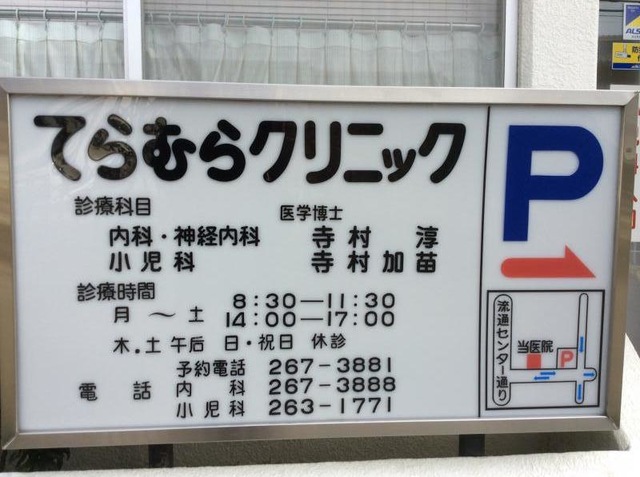 てらむらクリニック
診療科目 医学博士
内科・神経内科 寺村 淳
小児科 寺村加苗
診療時間 8:30―11:30
月～土 14:00―17:00
木.土午后 日・祝日 休診
予約電話 267-3881
電話 内科 267-3888
小児科 263-1771
P
流通センター通り
当医院
P